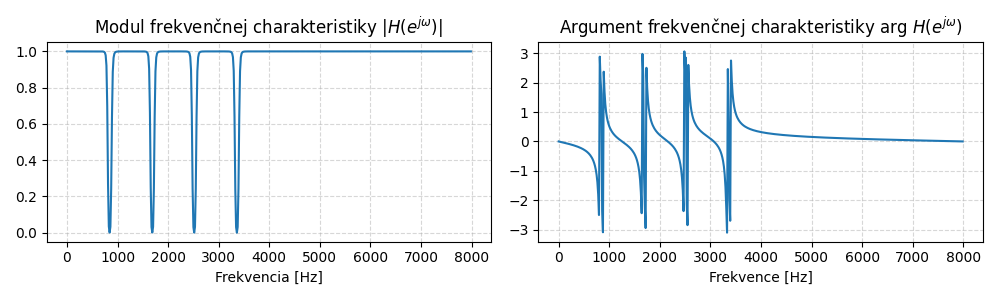 Modul frekvenčnej charakteristiky |H(e^{jω})|
1.0
0.8
0.6
0.4
0.2
0.0
0 1000 2000 3000 4000 5000 6000 7000 8000
Frekvencia [Hz]
Argument frekvenčnej charakteristiky arg H(e^{jω})
3
2
1
0
−1
−2
−3
0 1000 2000 3000 4000 5000 6000 7000 8000
Frekvence [Hz]